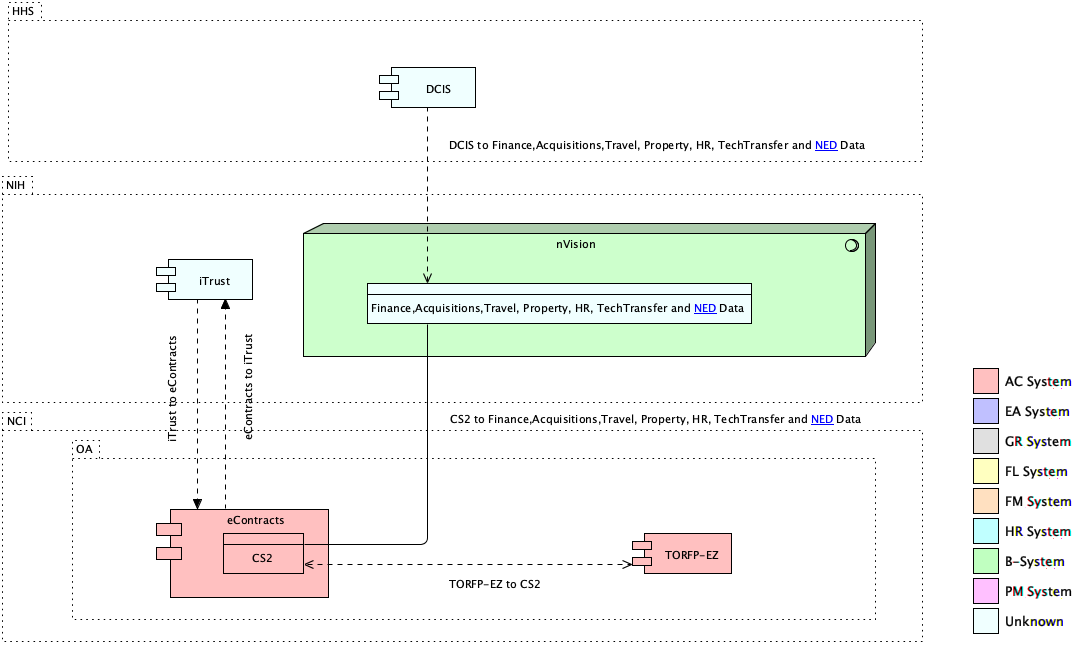 HHS
DCIS
DCIS to Finance,Acquisitions,Travel, Property, HR, TechTransfer and NED Data
NIH
nVision
iTrust
Finance,Acquisitions,Travel, Property, HR, TechTransfer and NED Data
iTrust to eContracts
eContracts to iTrust
AC System
EA System
GR System
FL System
FM System
HR System
B-System
PM System
Unknown
NCI
CS2 to Finance,Acquisitions,Travel, Property, HR, TechTransfer and NED Data
OA
eContracts
CS2
TORFP-EZ
TORFP-EZ to CS2